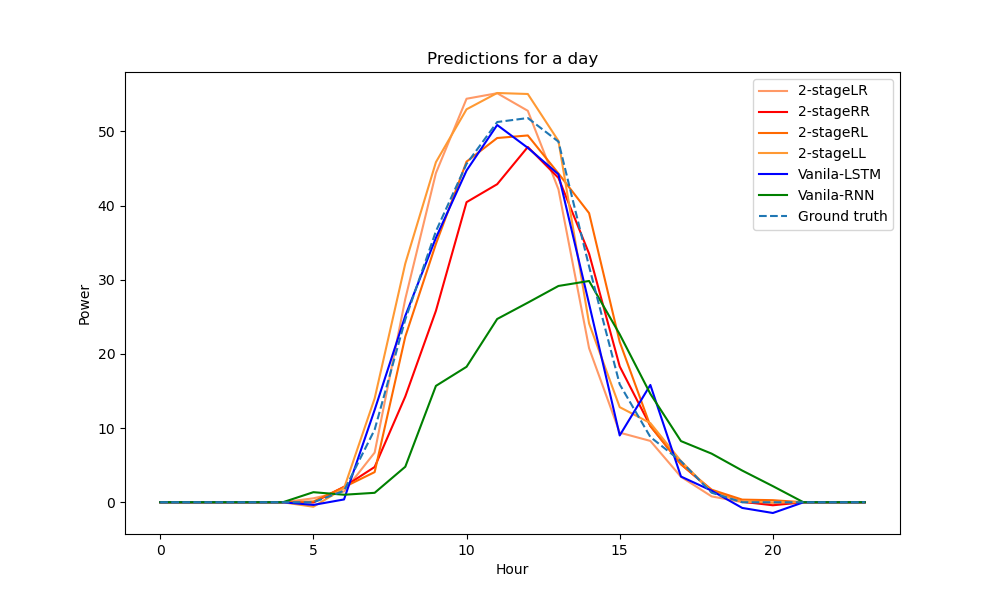 Predictions for a day
2-stageLR
2-stageRR
2-stageRL
2-stageLL
Vanila-LSTM
Vanila-RNN
Ground truth
50
40
30
20
10
0
Power
0 5 10 15 20
Hour